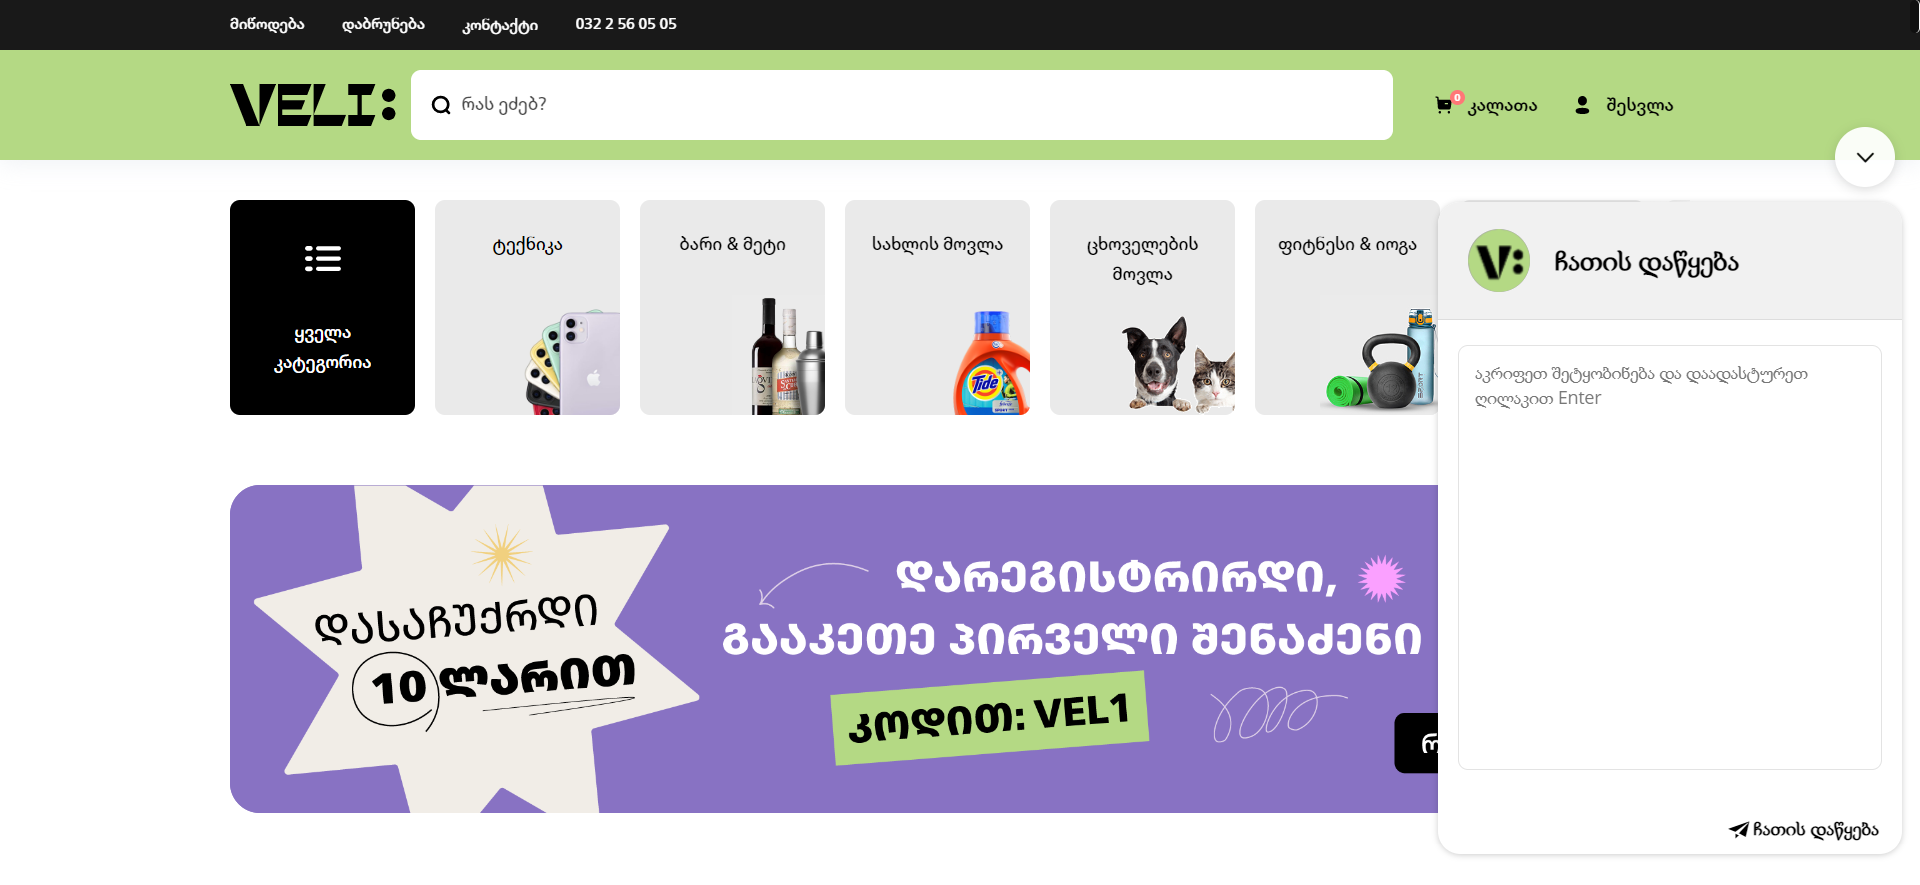 მიწოდება
დაბრუნება
კონტაქტი
032 2 56 05 05
VELI:
რას ეძებ?
0
კალათა
შესვლა
ყველა
კატეგორია
ტექნიკა
ბარი & მეტი
სახლის მოვლა
Tide
ცხოველების
მოვლა
ფიტნესი & იოგა
დასაჩუქრდი
10 ლარით
დარეგისტრირდი,
გააკეთე პირველი შენაძენი
კოდით: VEL1
V:
ჩათის დაწყება
აკრიფეთ შეტყობინება და დაადასტურეთ
ღილაკით Enter
ჩათის დაწყება